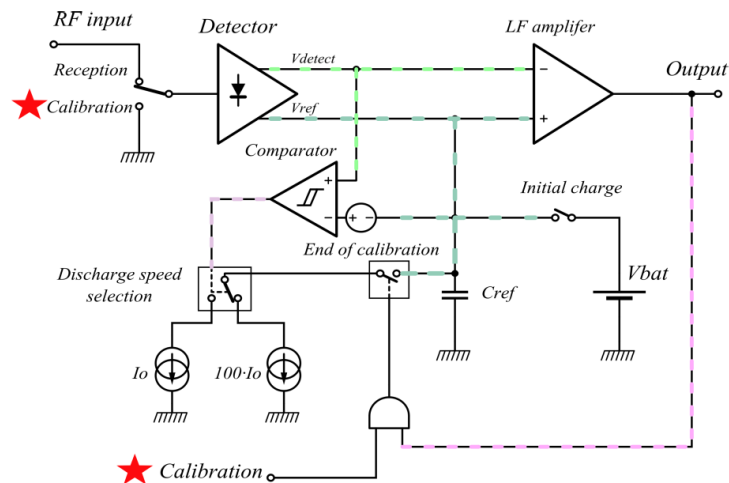 RF input
Detector
LF amplifer
Vdetect
Reception
Output
−
Calibration
Vref
+
Comparator
+
Initial charge
−
+ −
End of calibration
Discharge speed
selection
Vbat
Cref
Io
100·Io
Calibration